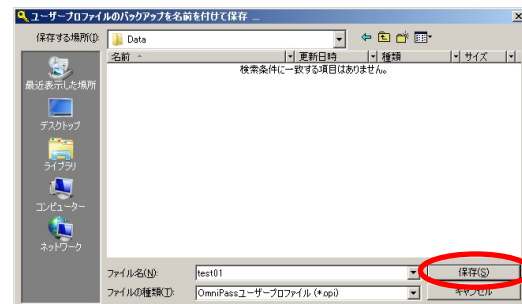 ユーザープロファイルのバックアップを名前を付けて保存 ...
保存する場所(I):
Data
名前
更新日時
種類
サイズ
検索条件に一致する項目はありません。
最近表示した場所
デスクトップ
ライブラリ
コンピューター
ネットワーク
ファイル名(N):
test01
保存(S)
ファイルの種類(T):
OmniPassユーザープロファイル (*.opi)
キャンセル